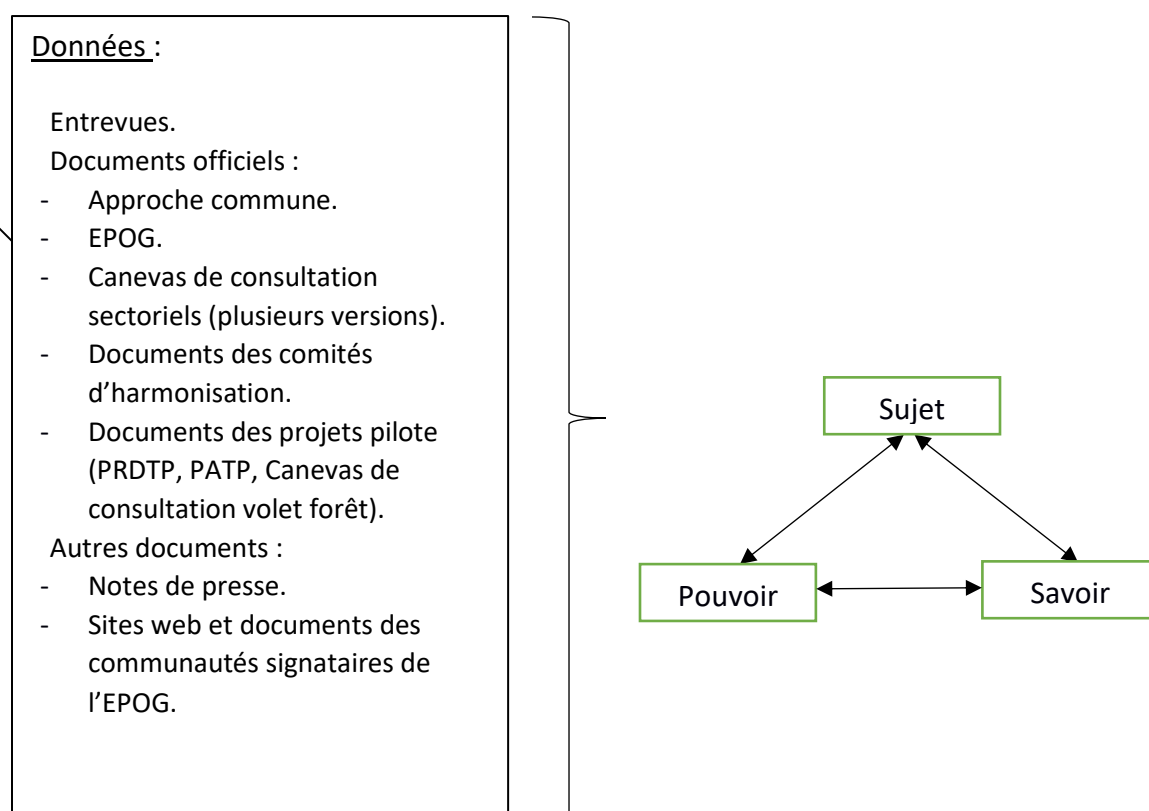 Données :
Entrevues.
Documents officiels :
- Approche commune.
- EPOG.
- Canevas de consultation
sectoriels (plusieurs versions).
- Documents des comités
d’harmonisation.
- Documents des projets pilote
(PRDTP, PATP, Canevas de
consultation volet forêt).
Autres documents :
- Notes de presse.
- Sites web et documents des
communautés signataires de
l’EPOG.
Sujet
Pouvoir
Savoir